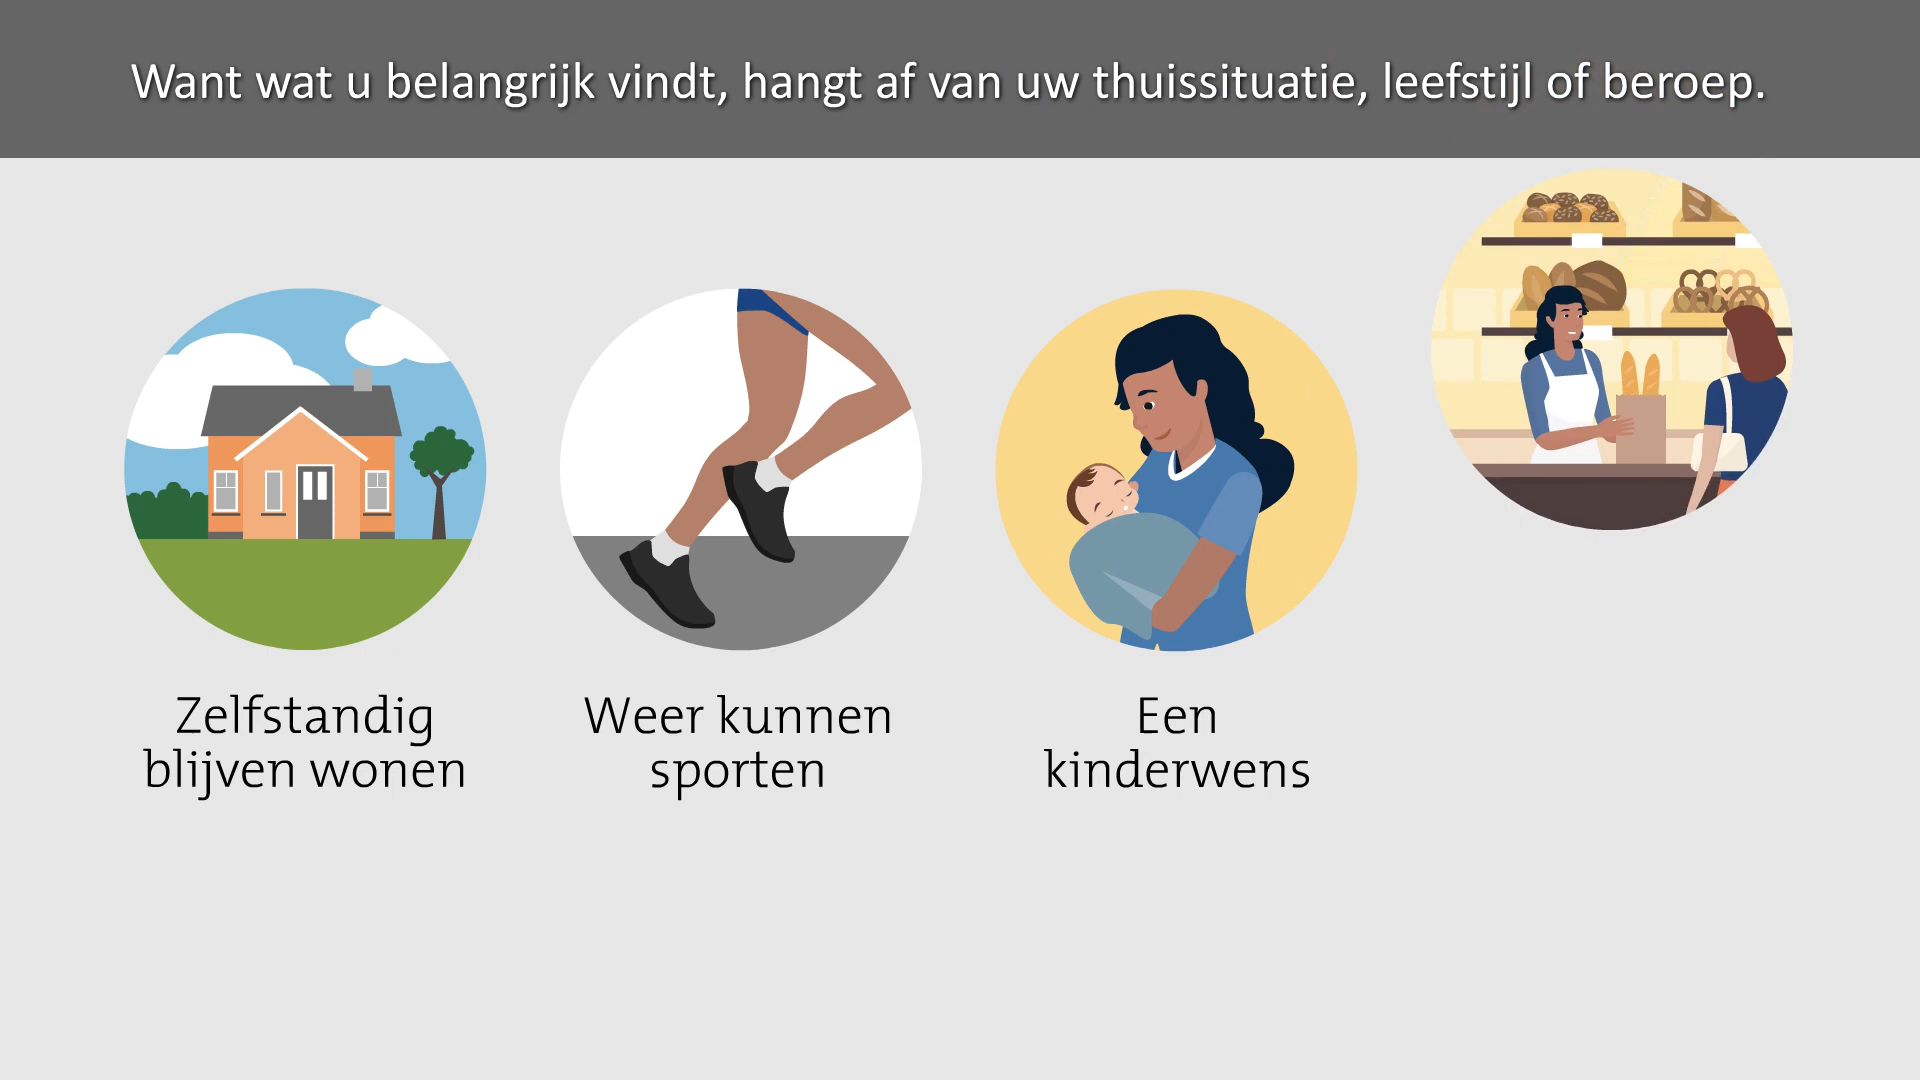 Want wat u belangrijk vindt, hangt af van uw thuissituatie, leefstijl of beroep.
Zelfstandig
blijven wonen
Weer kunnen
sporten
Een
kinderwens